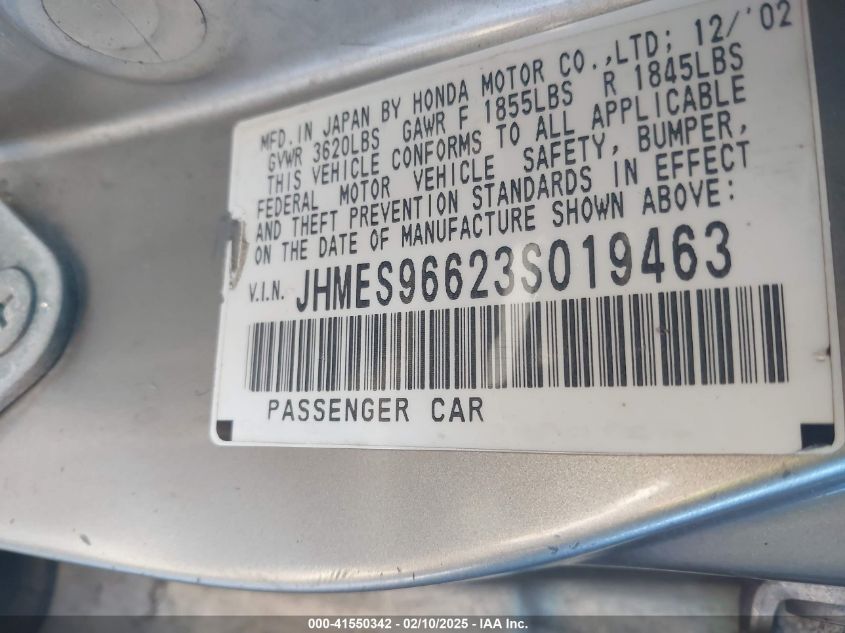 MFD. IN JAPAN BY HONDA MOTOR CO.,LTD; 12/'02
GVWR 3620LBS GAWR F 1855LBS R 1845LBS
THIS VEHICLE CONFORMS TO ALL APPLICABLE
FEDERAL MOTOR VEHICLE SAFETY, BUMPER,
AND THEFT PREVENTION STANDARDS IN EFFECT
ON THE DATE OF MANUFACTURE SHOWN ABOVE:
V.I.N. JHMES96623S019463
PASSENGER CAR
000-41550342 - 02/10/2025 - IAA Inc.